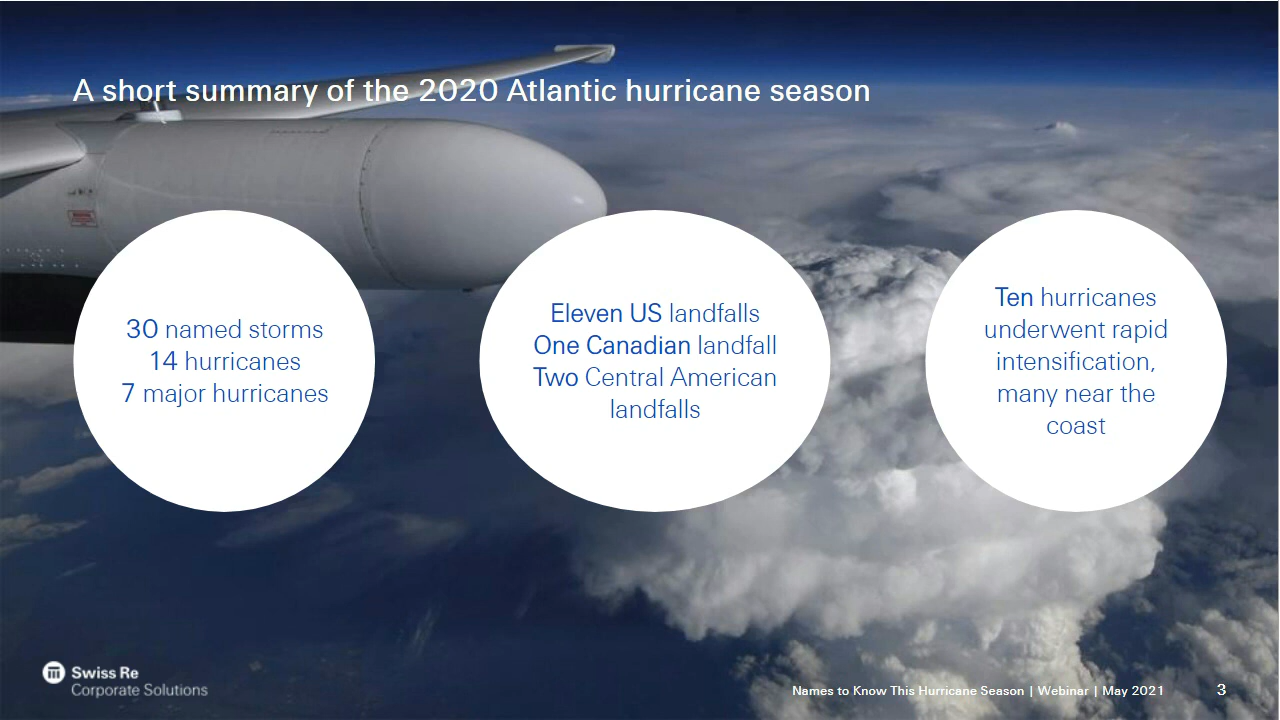 A short summary of the 2020 Atlantic hurricane season
30 named storms
14 hurricanes
7 major hurricanes
Eleven US landfalls
One Canadian landfall
Two Central American
landfalls
Ten hurricanes
underwent rapid
intensification,
many near the
coast
Swiss Re
Corporate Solutions
Names to Know This Hurricane Season | Webinar | May 2021
3